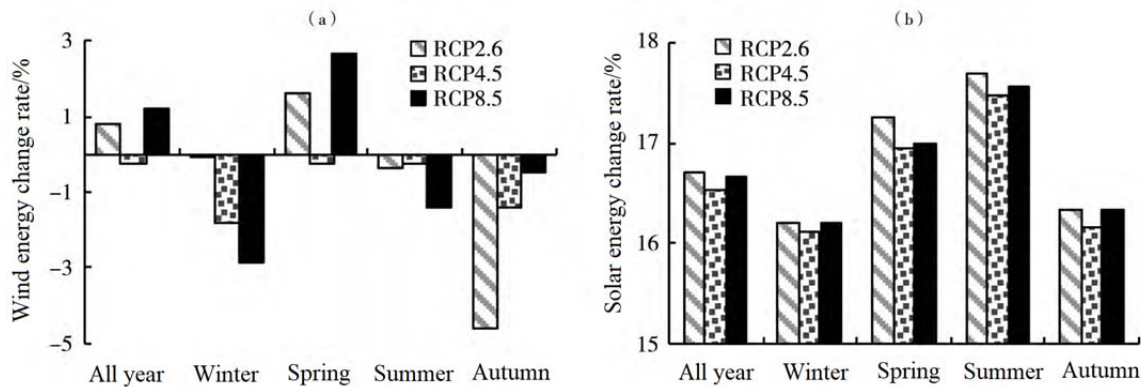 (a)
Wind energy change rate/%
3
1
-1
-3
-5
RCP2.6
RCP4.5
RCP8.5
All year Winter Spring Summer Autumn
(b)
Solar energy change rate/%
18
17
16
15
RCP2.6
RCP4.5
RCP8.5
All year Winter Spring Summer Autumn